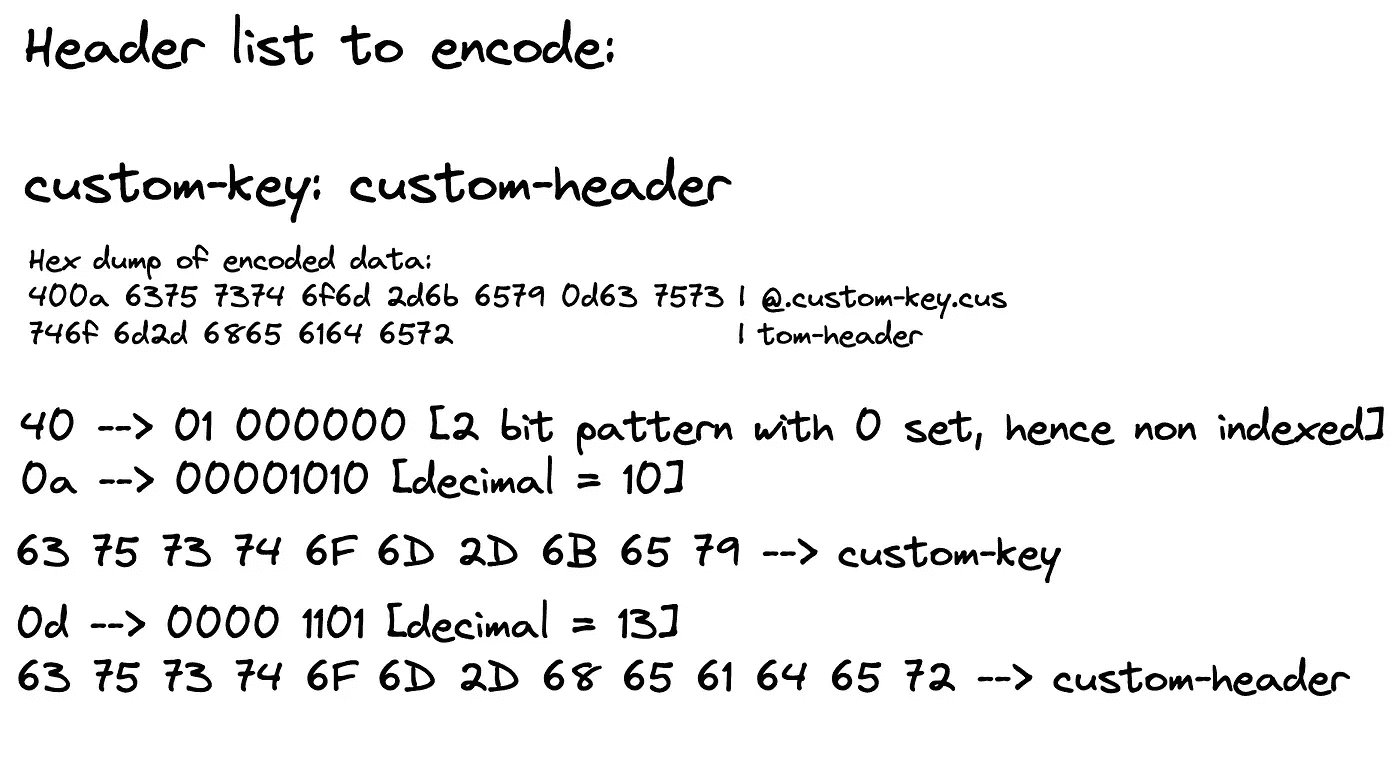 Header list to encode:
custom-key: custom-header
Hex dump of encoded data:
400a 6375 7374 6f6d 2d6b 6579 0d63 7573 | @.custom-key.cus
746f 6d2d 6865 6164 6572 | tom-header
40 --> 01 000000 [2 bit pattern with 0 set, hence non indexed]
0a --> 00001010 [decimal = 10]
63 75 73 74 6F 6D 2D 6B 65 79 --> custom-key
0d --> 0000 1101 [decimal = 13]
63 75 73 74 6F 6D 2D 68 65 61 64 65 72 --> custom-header